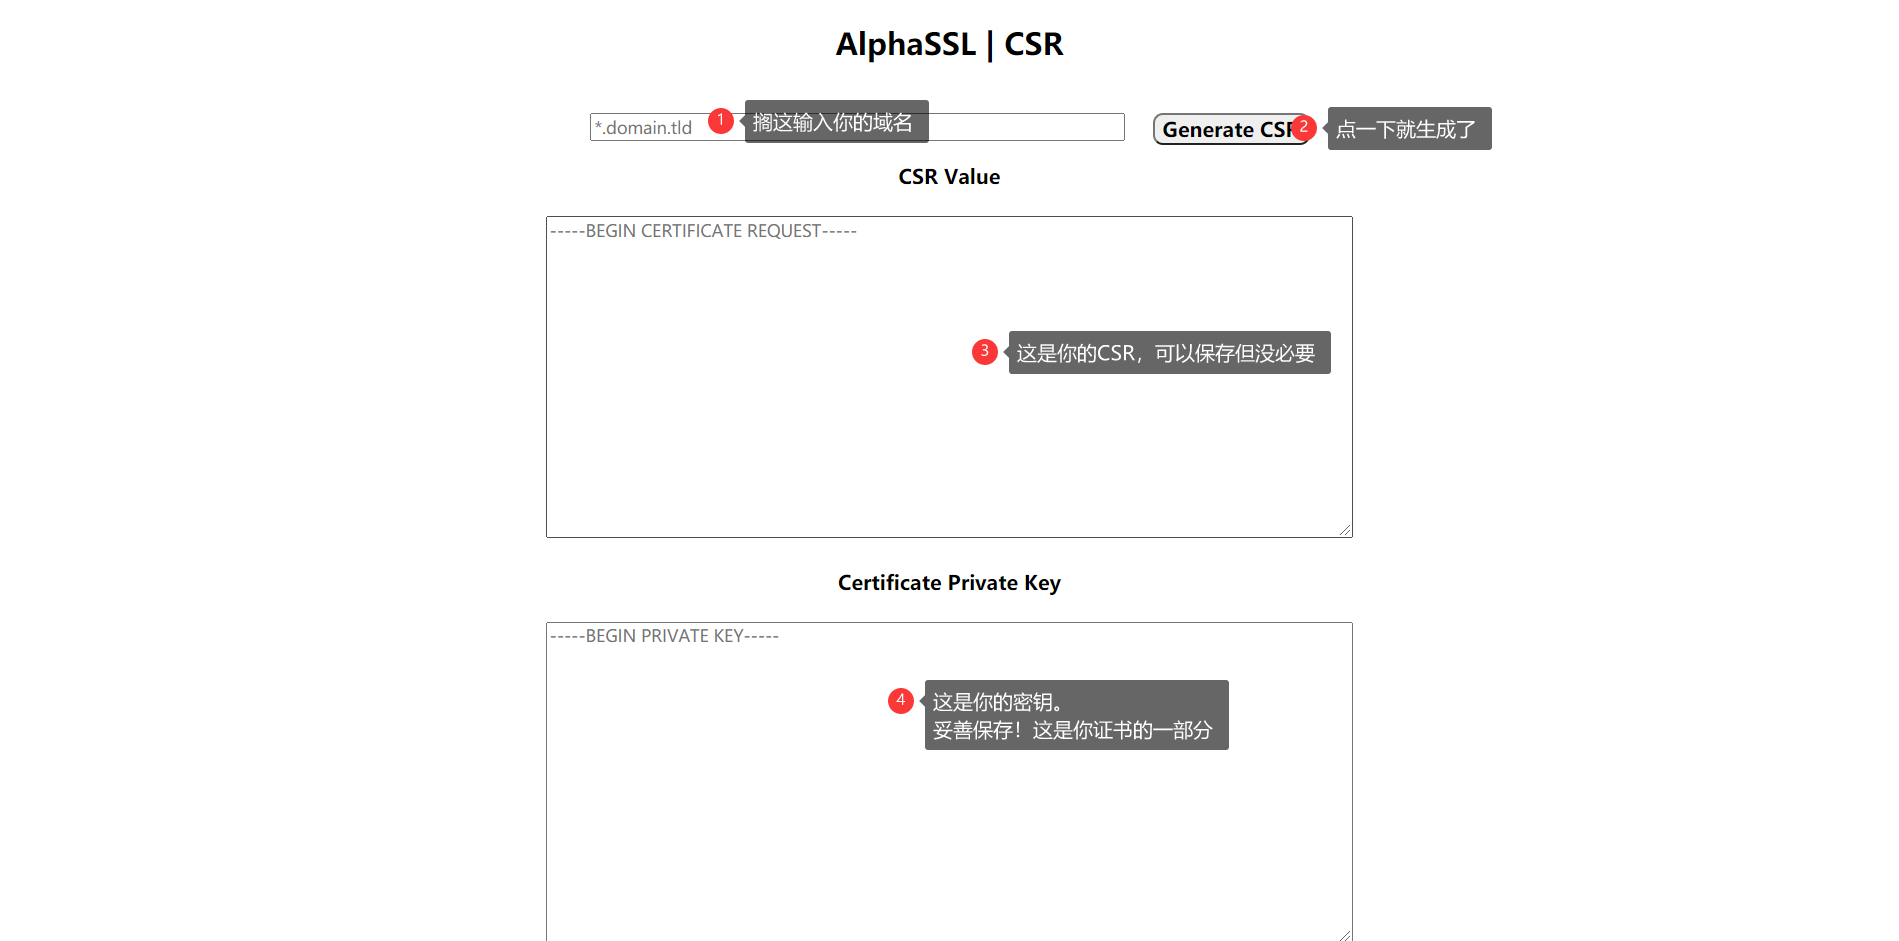 AlphaSSL | CSR
*.domain.tld
1
搁这输入你的域名
Generate CSR
2
点一下就生成了
CSR Value
-----BEGIN CERTIFICATE REQUEST-----
3
这是你的CSR，可以保存但没必要
Certificate Private Key
-----BEGIN PRIVATE KEY-----
4
这是你的密钥。
妥善保存！这是你证书的一部分